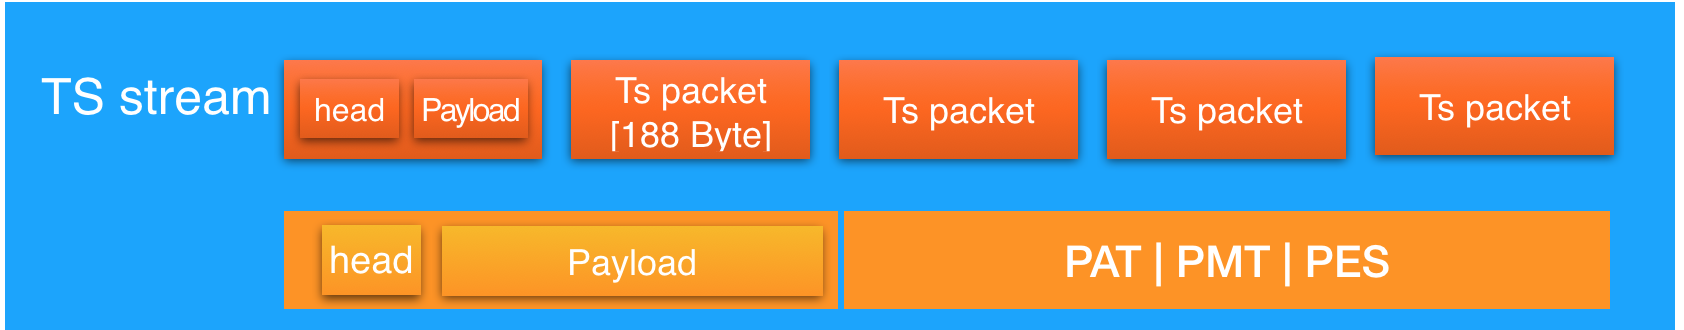 TS stream
head
Payload
Ts packet
[188 Byte]
Ts packet
Ts packet
Ts packet
head
Payload
PAT | PMT | PES